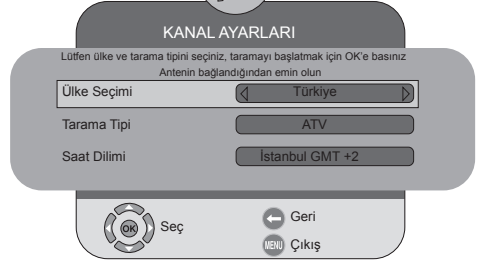 KANAL AYARLARI
Lütfen ülke ve tarama tipini seçiniz, taramayı başlatmak için OK'e basınız
Antenin bağlandığından emin olun
Ülke Seçimi Türkiye
Tarama Tipi ATV
Saat Dilimi İstanbul GMT +2
OK Seç Geri
MENU Çıkış